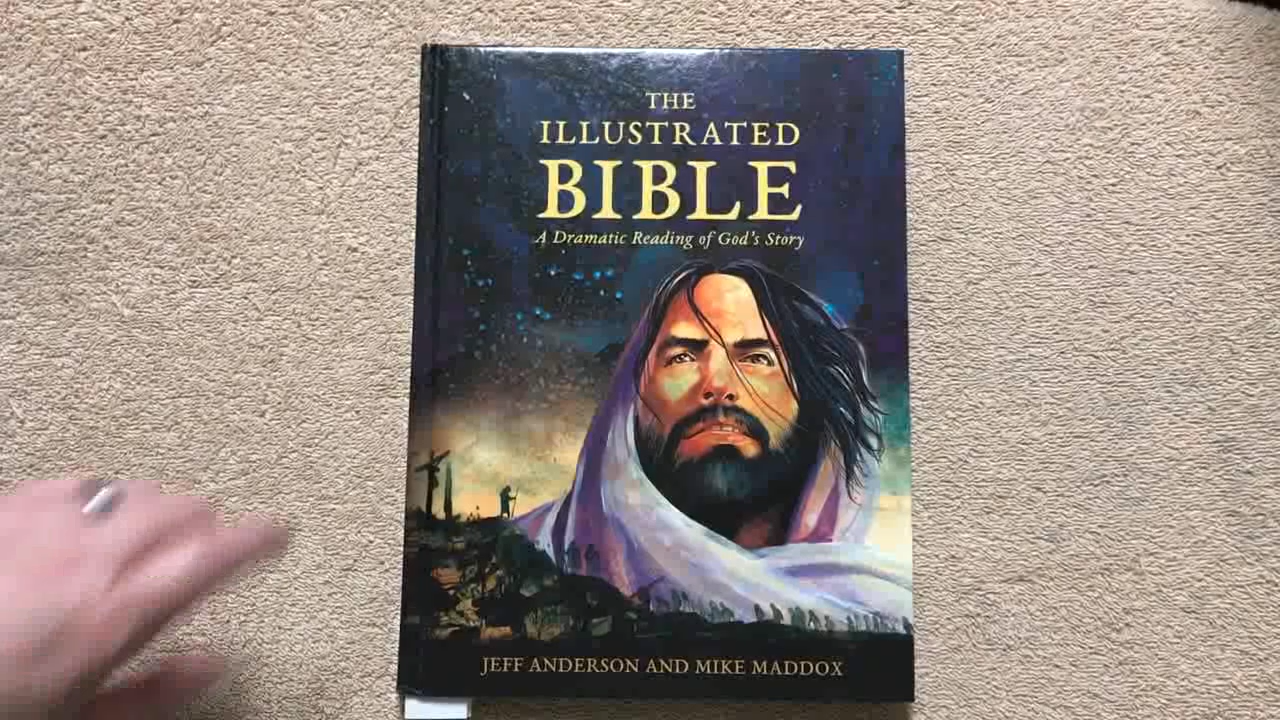 THE
ILLUSTRATED
BIBLE
A Dramatic Reading of God's Story
JEFF ANDERSON AND MIKE MADDOX